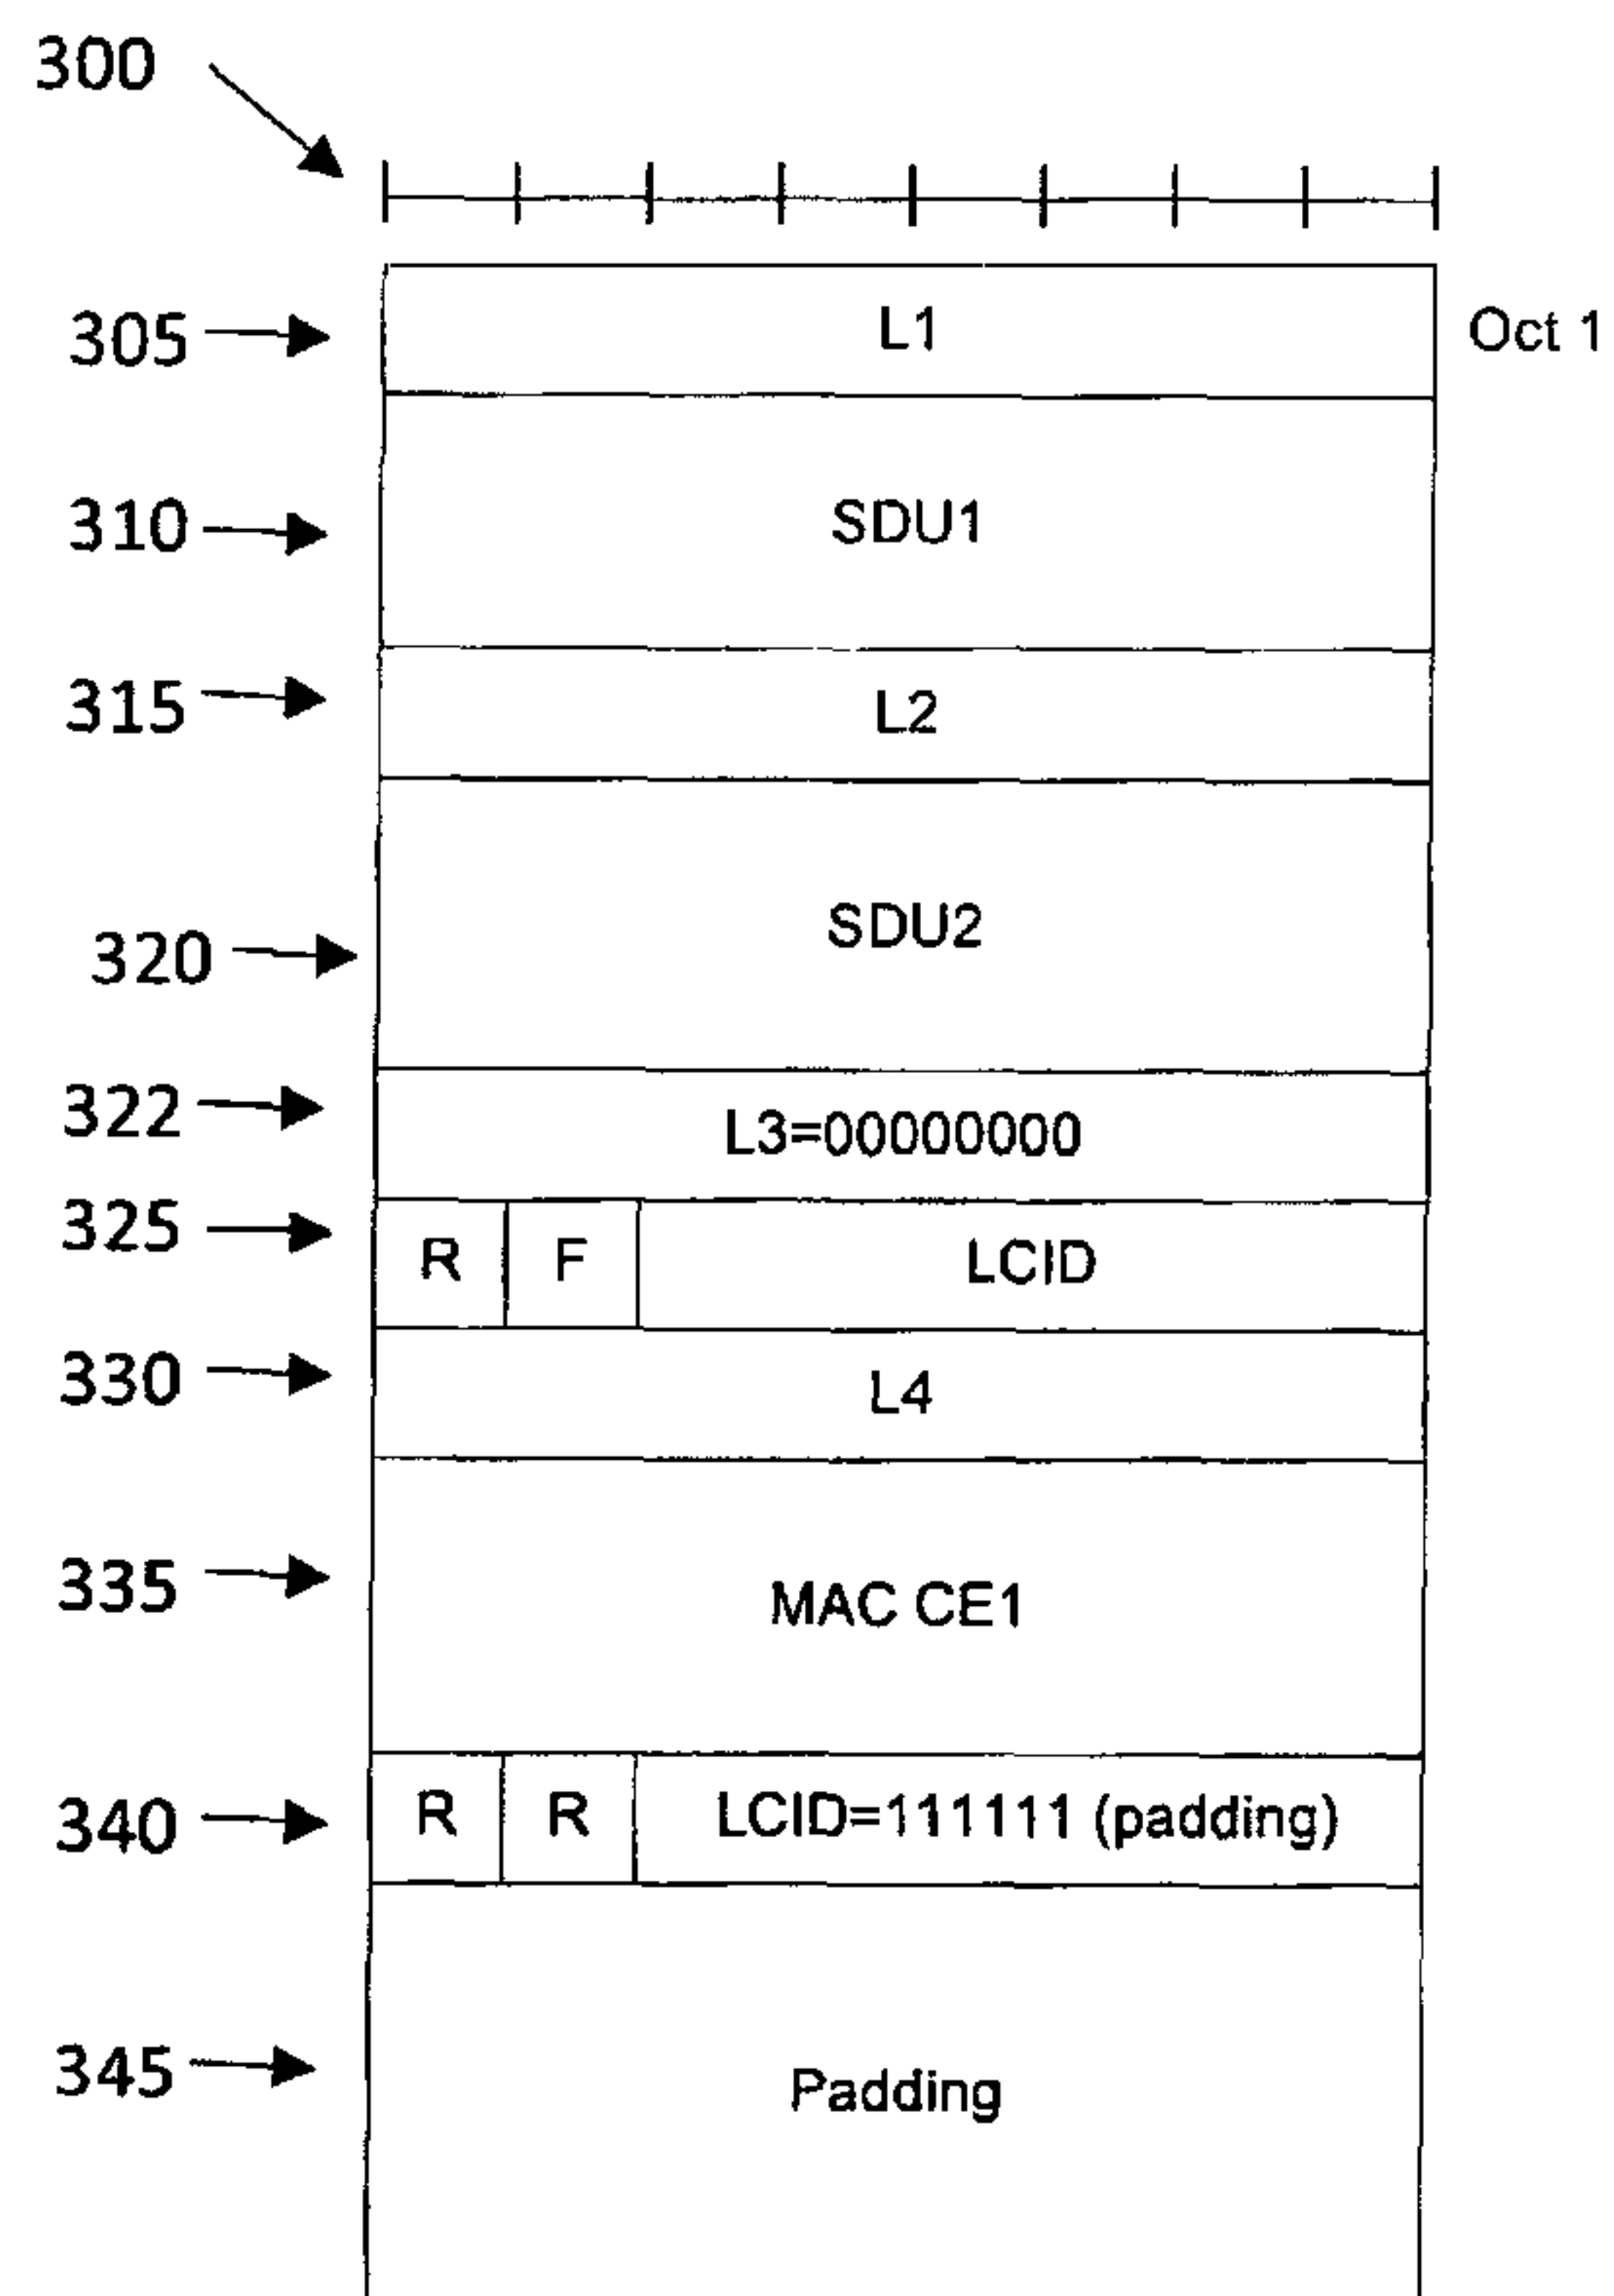 300
305 L1 Oct 1
310 SDU1
315 L2
320 SDU2
322 L3=00000000
325 R F LCID
330 L4
335 MAC CE1
340 R R LCID=111111 (padding)
345 Padding